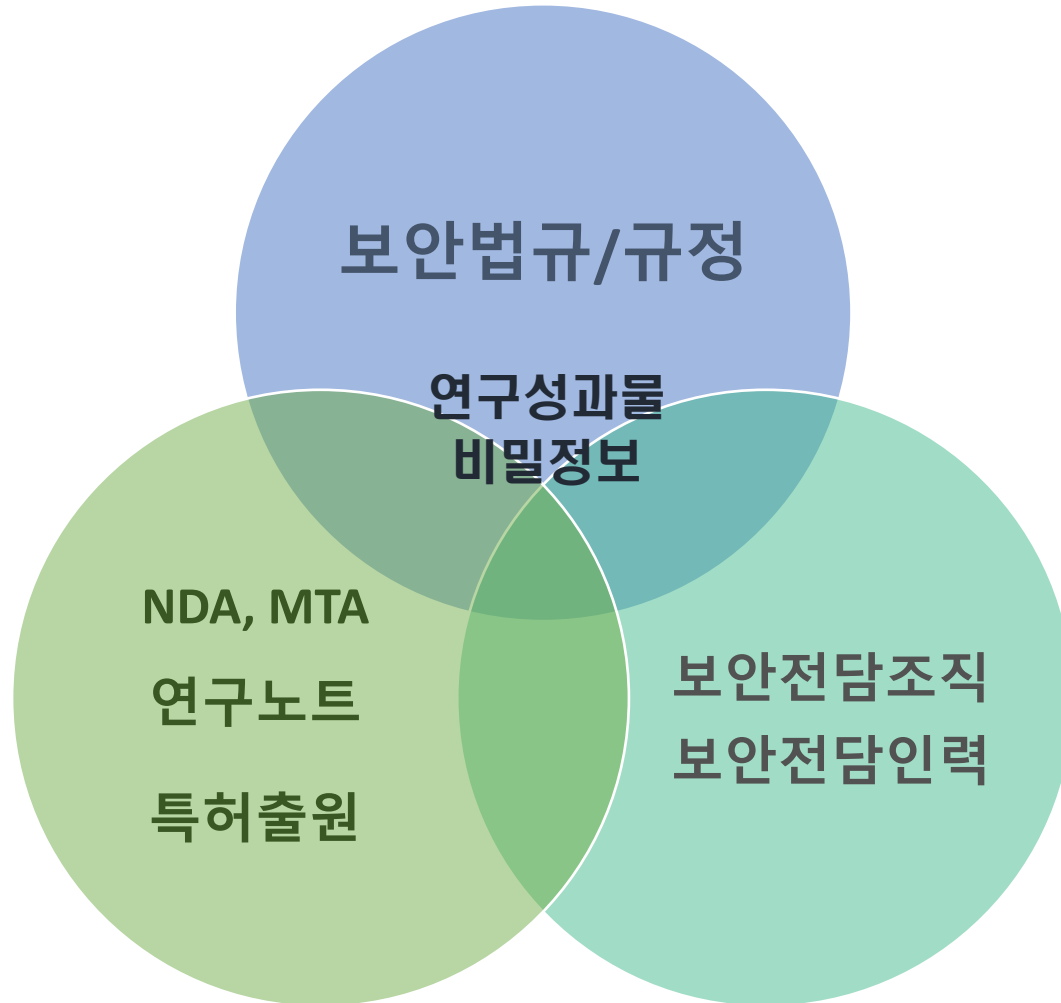 보안법규/규정
연구성과물
비밀정보
NDA, MTA
연구노트
특허출원
보안전담조직
보안전담인력